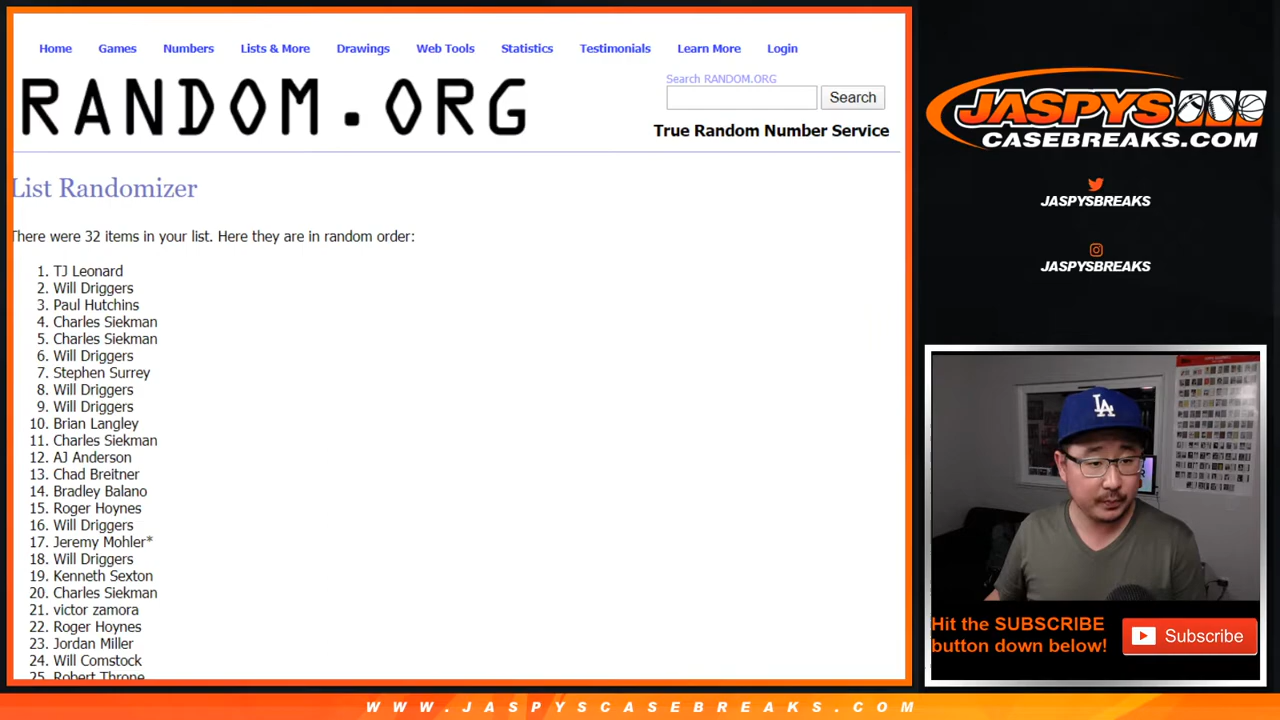 Home Games Numbers Lists & More Drawings Web Tools Statistics Testimonials Learn More Login
RANDOM.ORG
Search RANDOM.ORG
Search
True Random Number Service
List Randomizer
There were 32 items in your list. Here they are in random order:
1. TJ Leonard
2. Will Driggers
3. Paul Hutchins
4. Charles Siekman
5. Charles Siekman
6. Will Driggers
7. Stephen Surrey
8. Will Driggers
9. Will Driggers
10. Brian Langley
11. Charles Siekman
12. AJ Anderson
13. Chad Breitner
14. Bradley Balano
15. Roger Hoynes
16. Will Driggers
17. Jeremy Mohler*
18. Will Driggers
19. Kenneth Sexton
20. Charles Siekman
21. victor zamora
22. Roger Hoynes
23. Jordan Miller
24. Will Comstock
25. Robert Throne
JASPYS
CASEBREAKS.COM
JASPYSBREAKS
JASPYSBREAKS
LA
Hit the SUBSCRIBE
button down below!
Subscribe
WWW.JASPYSCASEBREAKS.COM